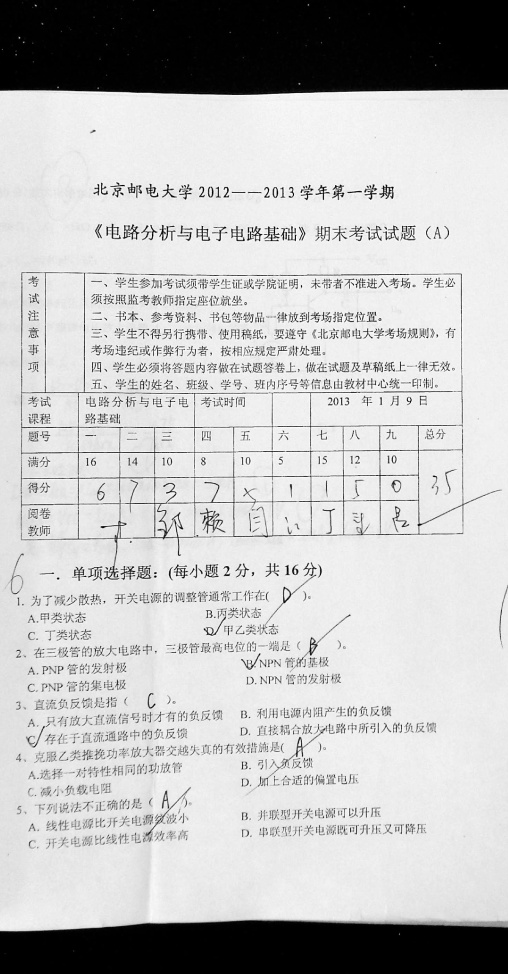 北京邮电大学 2012——2013 学年第一学期
《电路分析与电子电路基础》期末考试试题（A）
考试注意事项
一、学生参加考试须带学生证或学院证明，未带者不准进入考场。学生必
须按照监考教师指定座位就坐。
二、书本、参考资料、书包等物品一律放到考场指定位置。
三、学生不得另行携带、使用稿纸，要遵守《北京邮电大学考场规则》，有
考场违纪或作弊行为者，按相应规定严肃处理。
四、学生必须将答题内容做在试题答卷上，做在试题及草稿纸上一律无效。
五、学生的姓名、班级、学号、班内序号等信息由教材中心统一印制。
考试课程 电路分析与电子电路基础 考试时间 2013 年 1 月 9 日
题号 一 二 三 四 五 六 七 八 九 总分
满分 16 14 10 8 10 5 15 12 10
得分 6 7 3 7 5 1 1 5 0 35
阅卷教师
6 一．单项选择题：(每小题 2 分，共 16 分)
1. 为了减少散热，开关电源的调整管通常工作在( D )。
A.甲类状态 B.丙类状态
C. 丁类状态 D. 甲乙类状态
2、在三极管的放大电路中，三极管最高电位的一端是（ B ）。
A. PNP 管的发射极 B. NPN 管的基极
C. PNP 管的集电极 D. NPN 管的发射极
3、直流负反馈是指（ C ）。
A. 只有放大直流信号时才有的负反馈 B. 利用电源内阻产生的负反馈
C. 存在于直流通路中的负反馈 D. 直接耦合放大电路中所引入的负反馈
4、克服乙类推挽功率放大器交越失真的有效措施是( A )。
A.选择一对特性相同的功放管 B. 引入负反馈
C. 减小负载电阻 D. 加上合适的偏置电压
5、下列说法不正确的是（ A ）。
A. 线性电源比开关电源纹波小 B. 并联型开关电源可以升压
C. 开关电源比线性电源效率高 D. 串联型开关电源既可升压又可降压